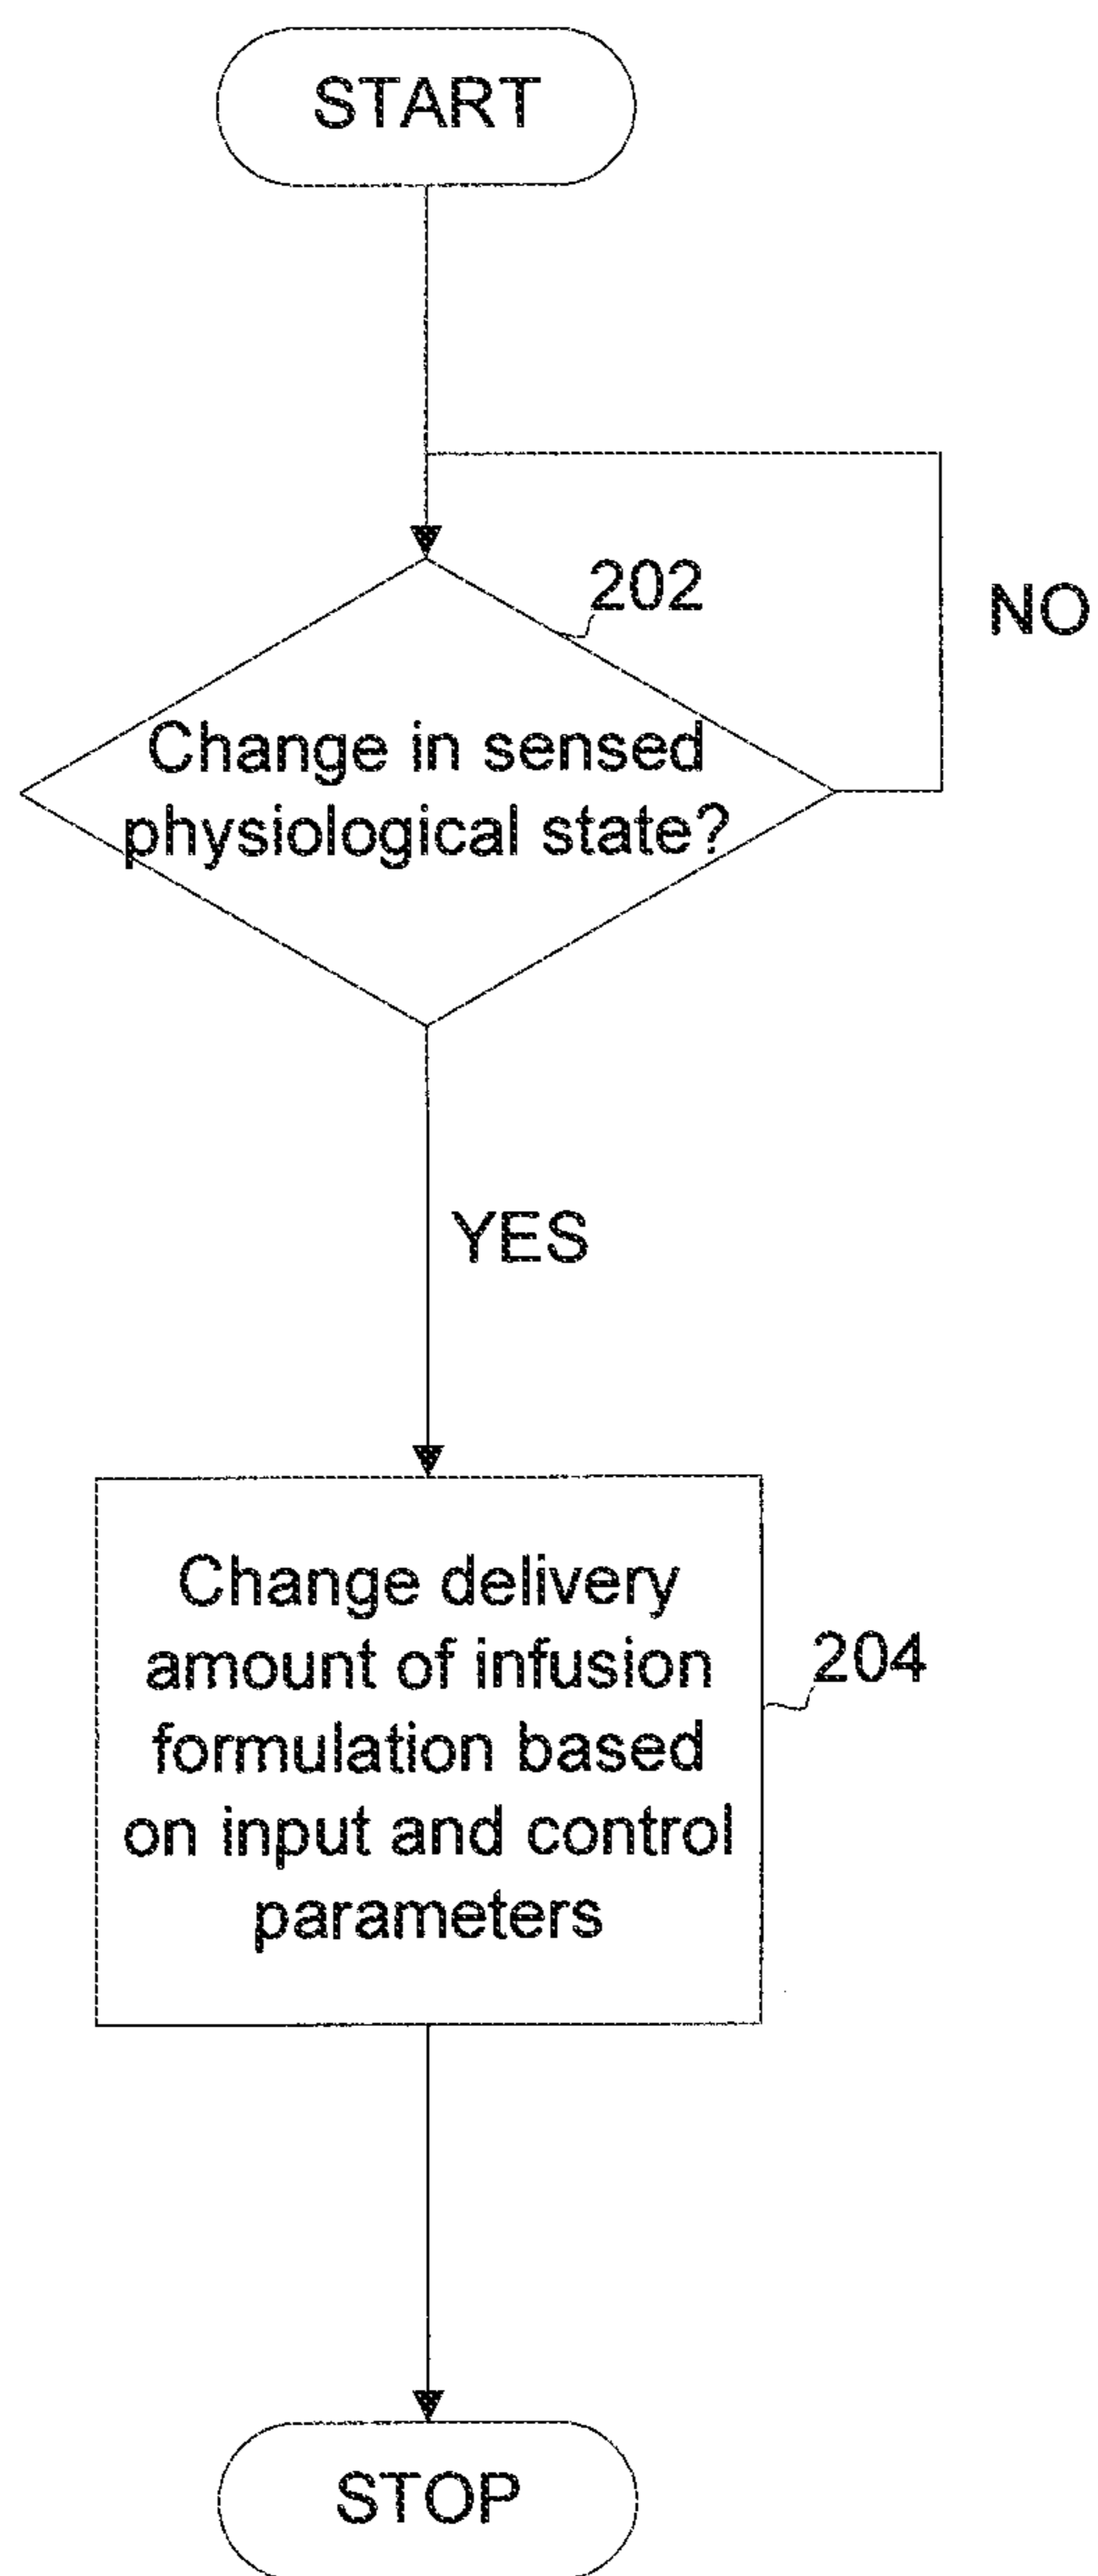 START
202
NO
Change in sensed
physiological state?
YES
Change delivery
amount of infusion
formulation based
on input and control
parameters
204
STOP